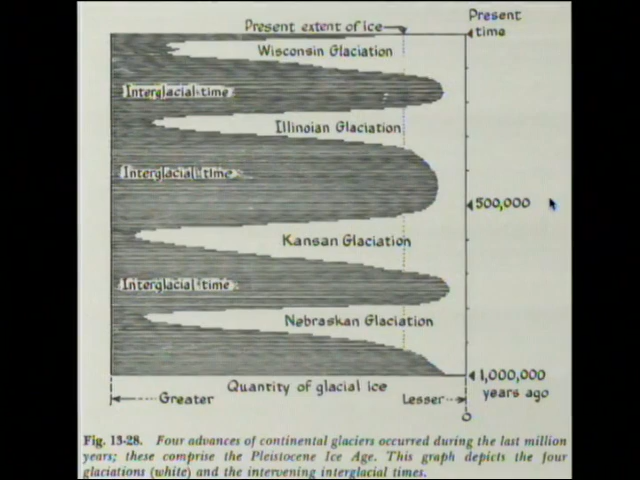 Present extent of ice
Present
time
Wisconsin Glaciation
Interglacial time
Illinoian Glaciation
Interglacial time
500,000
Kansan Glaciation
Interglacial time
Nebraskan Glaciation
Quantity of glacial ice
1,000,000
years ago
Greater
Lesser
0
Fig. 13-28. Four advances of continental glaciers occurred during the last million
years; these comprise the Pleistocene Ice Age. This graph depicts the four
glaciations (white) and the intervening interglacial times.